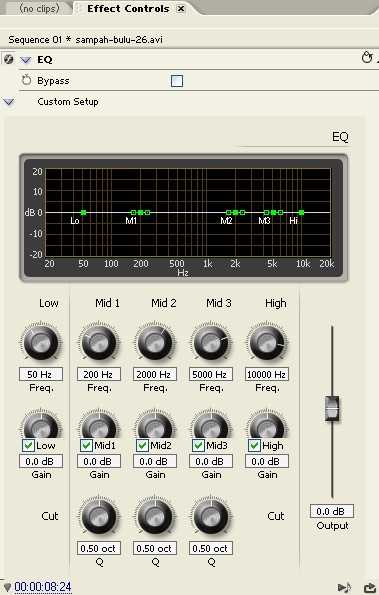 (no clips) Effect Controls x
Sequence 01 * sampah-bulu-26.avi
EQ
Bypass
Custom Setup
EQ
20
10
dB 0
-10
-20
Lo M1 M2 M3 Hi
20 50 100 200 500 1k 2k 5k 10k 20k
Hz
Low Mid 1 Mid 2 Mid 3 High
50 Hz 200 Hz 2000 Hz 5000 Hz 10000 Hz
Freq. Freq. Freq. Freq. Freq.
Low Mid1 Mid2 Mid3 High
0.0 dB 0.0 dB 0.0 dB 0.0 dB 0.0 dB
Gain Gain Gain Gain Gain
0.0 dB
Output
Cut Cut
0.50 oct 0.50 oct 0.50 oct
Q Q Q
00:00:08:24